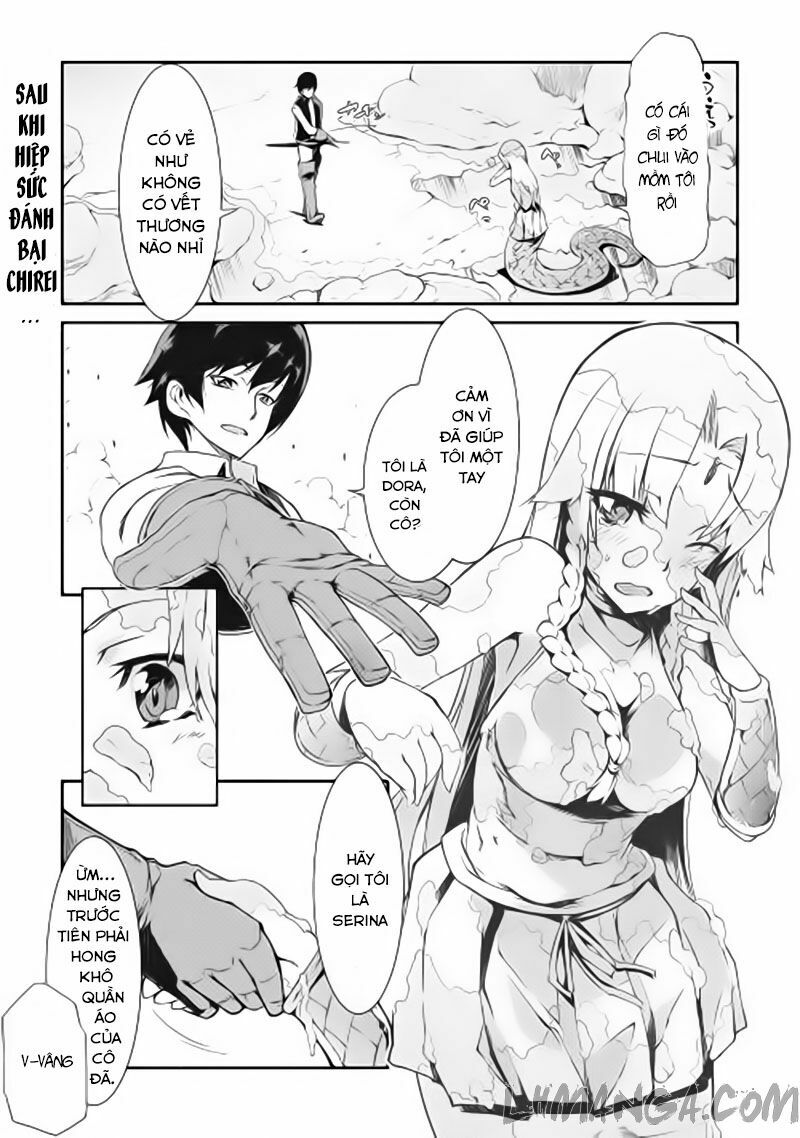 SAU
KHI
HIỆP
SỨC
ĐÁNH
BẠI
CHIREI
...
CÓ CÁI
GÌ ĐÓ
CHUI VÀO
MỒM TÔI
RỒI
CÓ VẺ
NHƯ
KHÔNG
CÓ VẾT
THƯƠNG
NÀO NHỈ
CẢM
ƠN VÌ
ĐÃ GIÚP
TÔI MỘT
TAY
TÔI LÀ
DORA,
CÒN
CÔ?
HÃY
GỌI TÔI
LÀ
SERINA
ỪM...
NHƯNG
TRƯỚC
TIÊN PHẢI
HONG
KHÔ
QUẦN
ÁO
CỦA
CÔ
ĐÃ.
V-VÂNG
LHMANGA.COM